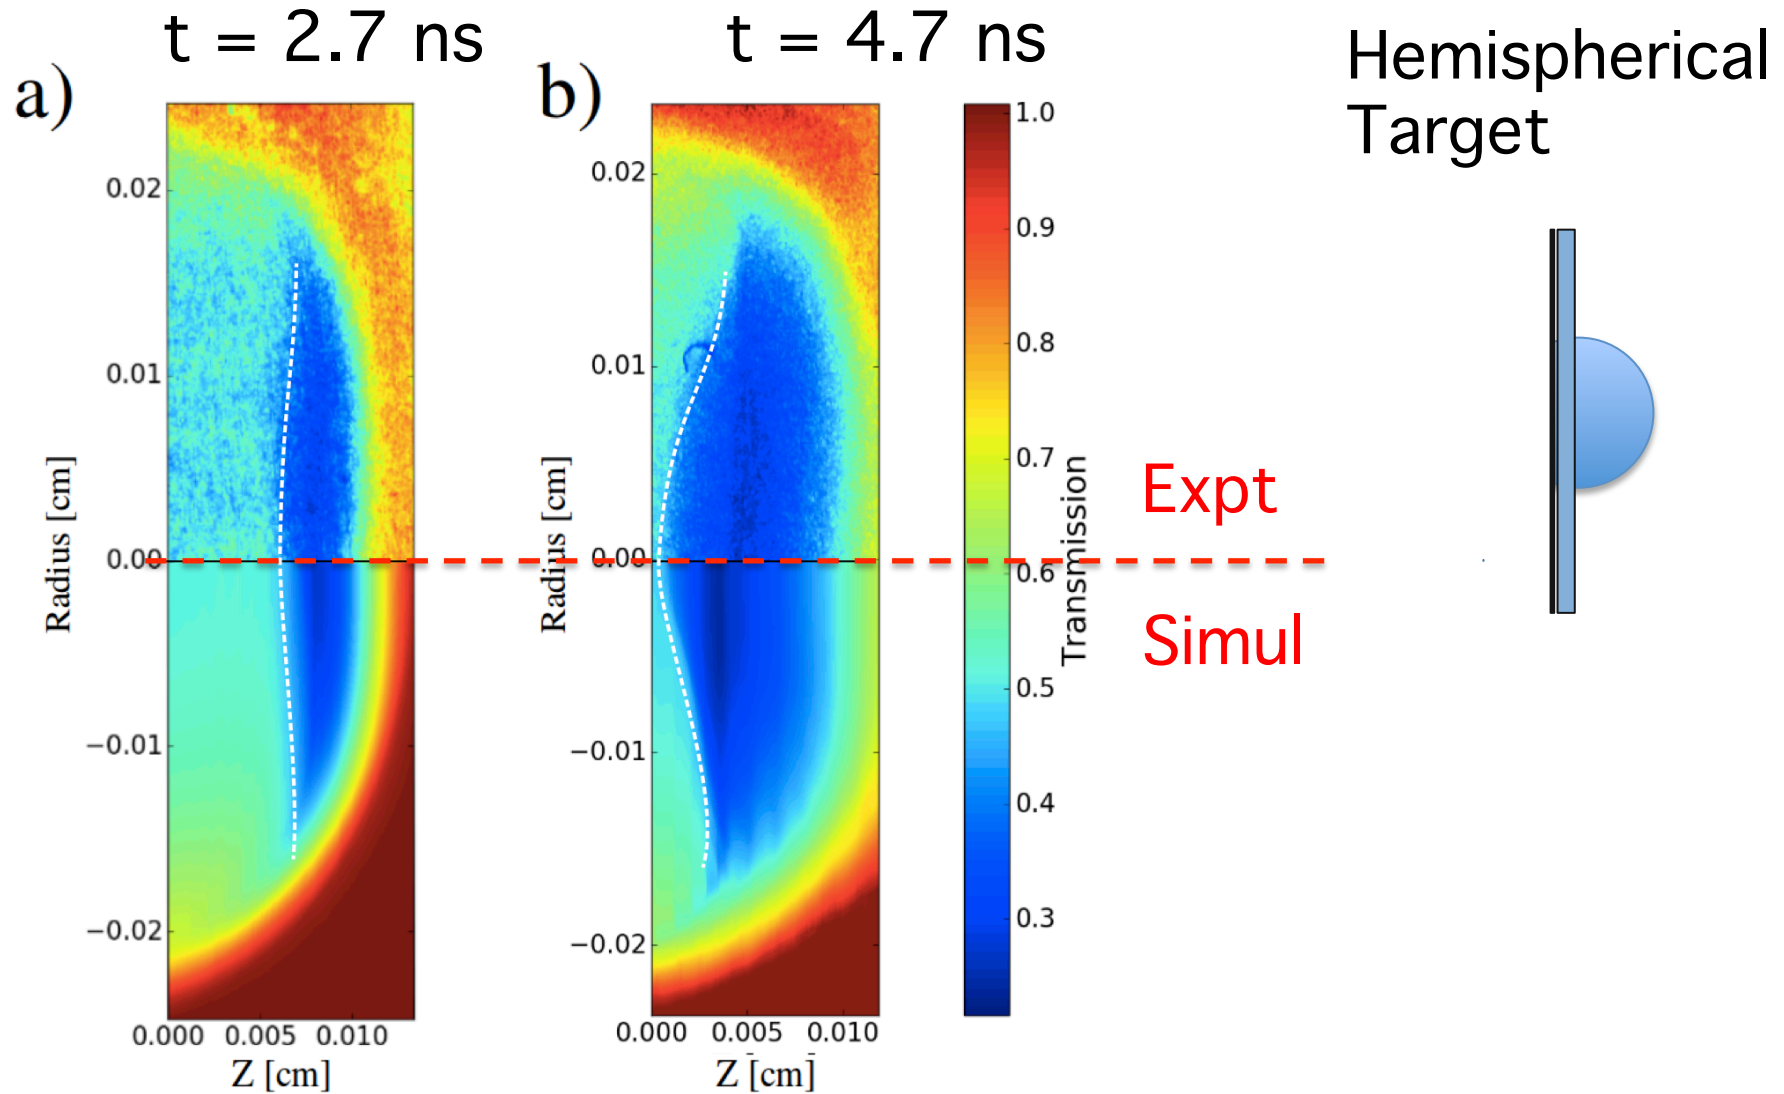 t = 2.7 ns
t = 4.7 ns
Hemispherical
Target
a)
b)
0.02
0.01
0.00
−0.01
−0.02
Radius [cm]
0.000 0.005 0.010
Z [cm]
0.02
0.01
0.00
−0.01
−0.02
Radius [cm]
0.000 0.005 0.010
Z [cm]
1.0
0.9
0.8
0.7
0.6
0.5
0.4
0.3
Transmission
Expt
Simul